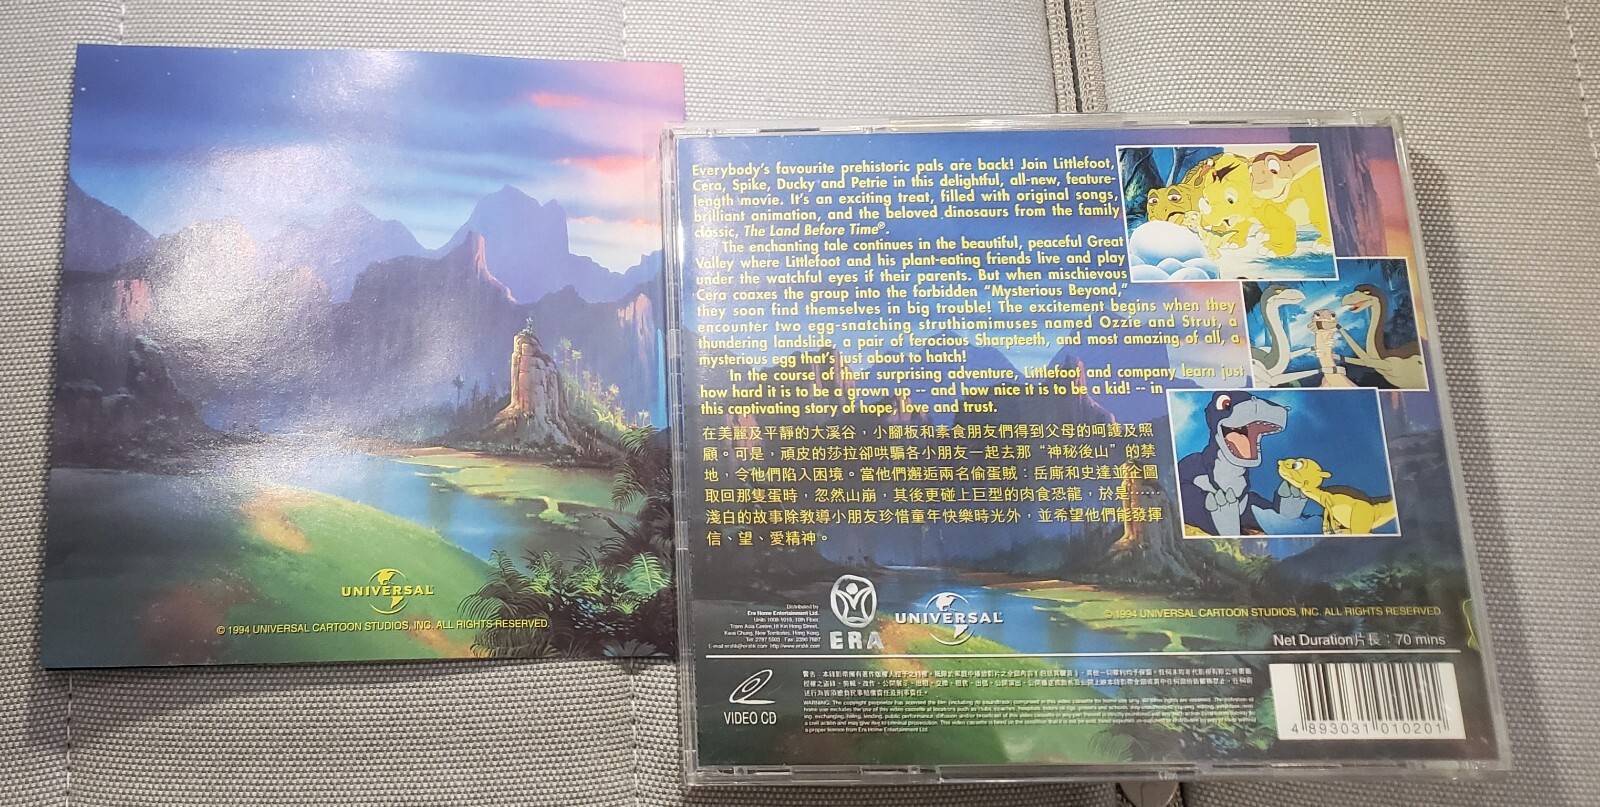 UNIVERSAL
© 1994 UNIVERSAL CARTOON STUDIOS, INC. ALL RIGHTS RESERVED.
Everybody's favourite prehistoric pals are back! Join Littlefoot,
Cera, Spike, Ducky and Petrie in this delightful, all-new, feature-
length movie. It's an exciting treat, filled with original songs,
brilliant animation, and the beloved dinosaurs from the family
classic, The Land Before Time®.
The enchanting tale continues in the beautiful, peaceful Great
Valley where Littlefoot and his plant-eating friends live and play
under the watchful eyes if their parents. But when mischievous
Cera coaxes the group into the forbidden "Mysterious Beyond,"
they soon find themselves in big trouble! The excitement begins when they
encounter two egg-snatching struthiomimuses named Ozzie and Strut, a
thundering landslide, a pair of ferocious Sharpteeth, and most amazing of all, a
mysterious egg that's just about to hatch!
In the course of their surprising adventure, Littlefoot and company learn just
how hard it is to be a grown up -- and how nice it is to be a kid! -- in
this captivating story of hope, love and trust.
在美麗及平靜的大溪谷，小腳板和素食朋友們得到父母的呵護及照
顧。可是，頑皮的莎拉卻哄騙各小朋友一起去那“神秘後山”的禁
地，令他們陷入困境。當他們邂逅兩名偷蛋賊：岳廝和史達並企圖
取回那隻蛋時，忽然山崩，其後更碰上巨型的肉食恐龍，於是……
淺白的故事除教導小朋友珍惜童年快樂時光外，並希望他們能發揮
信、望、愛精神。
Distributed by
Era Home Entertainment Ltd.
ERA
UNIVERSAL
© 1994 UNIVERSAL CARTOON STUDIOS, INC. ALL RIGHTS RESERVED.
Net Duration片長：70 mins
VIDEO CD
4 893031 010201